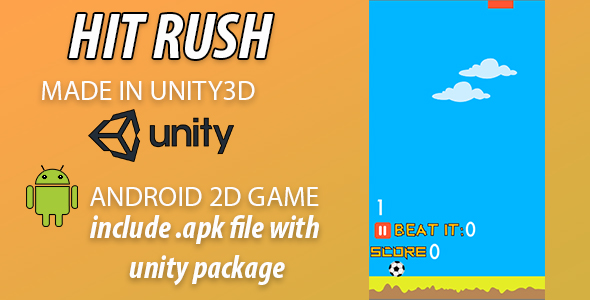 HIT RUSH
MADE IN UNITY3D
unity
ANDROID 2D GAME
include .apk file with
unity package
1
BEAT IT:0
SCORE 0